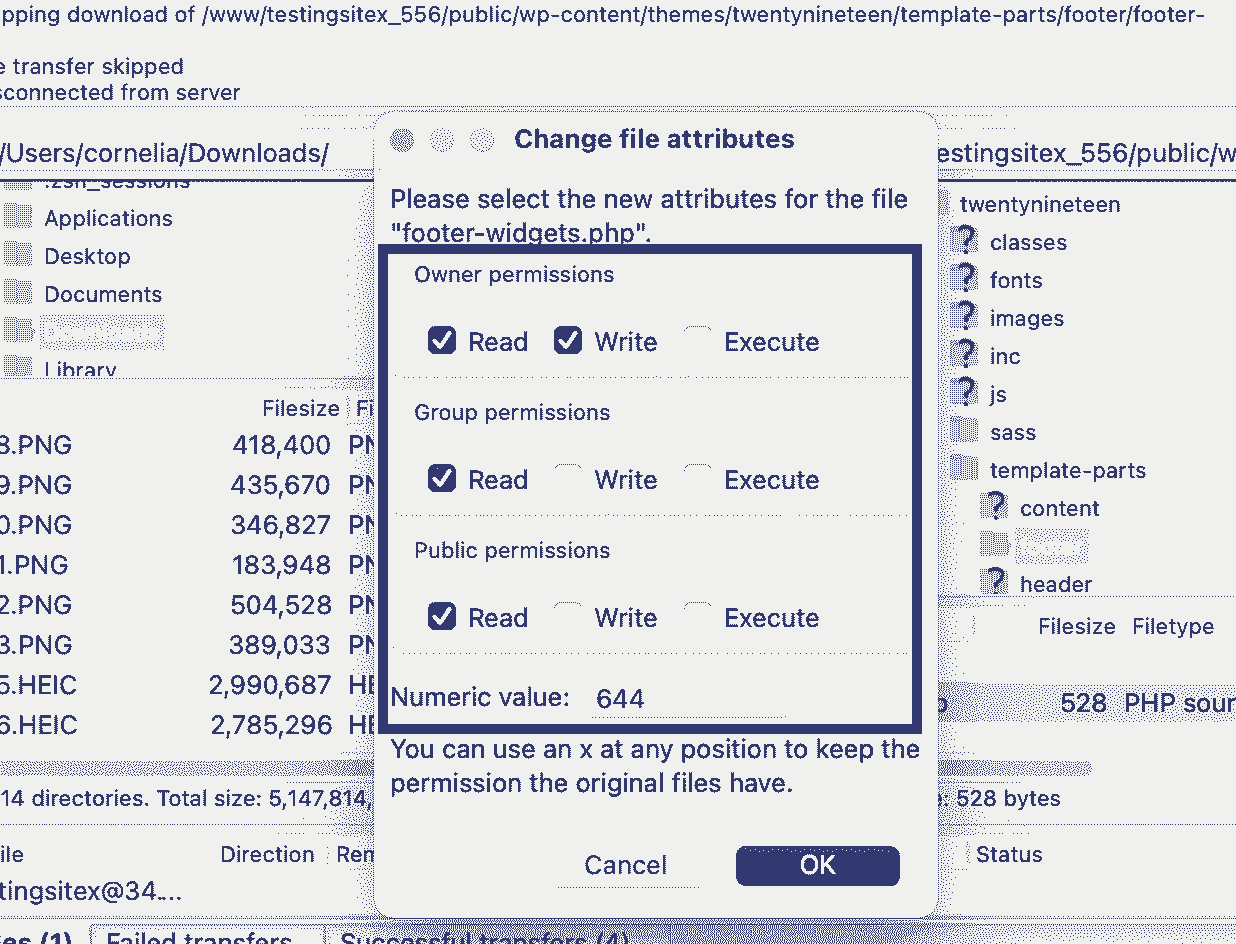 pping download of /www/testingsitex_556/public/wp-content/themes/twentynineteen/template-parts/footer/footer-
e transfer skipped
sconnected from server
/Users/cornelia/Downloads/
.zsh_sessions
Applications
Desktop
Documents
Library
Filesize Fi
8.PNG 418,400 PN
9.PNG 435,670 PN
0.PNG 346,827 PN
1.PNG 183,948 PN
2.PNG 504,528 PN
3.PNG 389,033 PN
5.HEIC 2,990,687 HE
6.HEIC 2,785,296 HE
14 directories. Total size: 5,147,814,
ile Direction Rem
tingsitex@34....
es (1) Failed transfers Successful transfers (4)
Change file attributes
Please select the new attributes for the file
"footer-widgets.php".
Owner permissions
Read Write Execute
Group permissions
Read Write Execute
Public permissions
Read Write Execute
Numeric value: 644
You can use an x at any position to keep the
permission the original files have.
Cancel OK
estingsitex_556/public/w
twentynineteen
classes
fonts
images
inc
js
sass
template-parts
content
header
Filesize Filetype
p 528 PHP sour
e: 528 bytes
Status